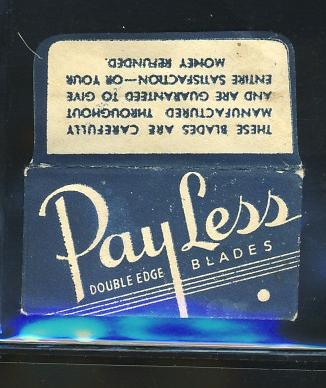 THESE BLADES ARE CAREFULLY
MANUFACTURED THROUGHOUT
AND ARE GUARANTEED TO GIVE
ENTIRE SATISFACTION—OR YOUR
MONEY REFUNDED.
PayLess
DOUBLE EDGE BLADES